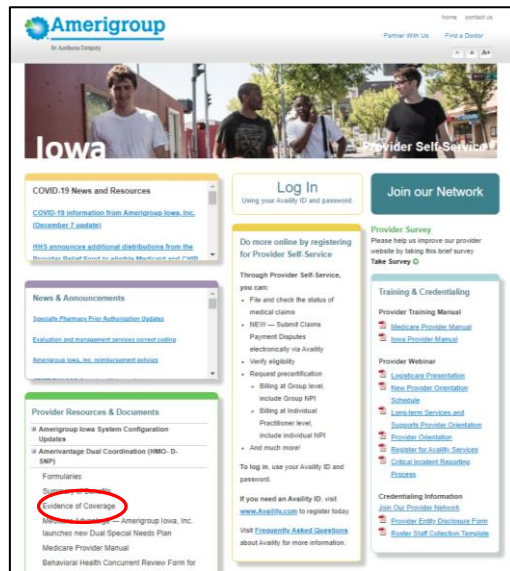 Amerigroup
An Anthem Company
home contact us
Partner With Us Find a Doctor
A A A+
Iowa
Provider Self-Service
COVID-19 News and Resources
COVID-19 information from Amerigroup Iowa, Inc.
(December 7 update)
HHS announces additional distributions from the
Provider Relief Fund to eligible Medicaid and CHIP
News & Announcements
Specialty Pharmacy Prior Authorization Updates
Evaluation and management services correct coding
Amerigroup Iowa, Inc. reimbursement policies
Provider Resources & Documents
Amerigroup Iowa System Configuration
Updates
Amerivantage Dual Coordination (HMO- D-
SNP)
Formularies
Summary of Benefits
Evidence of Coverage
Medicare Advantage — Amerigroup Iowa, Inc.
launches new Dual Special Needs Plan
Medicare Provider Manual
Behavioral Health Concurrent Review Form for
Log In
Using your Availity ID and password
Do more online by registering
for Provider Self-Service
Through Provider Self-Service,
you can:
File and check the status of
medical claims
NEW — Submit Claims
Payment Disputes
electronically via Availity
Verify eligibility
Request precertification
Billing at Group level,
include Group NPI
Billing at Individual
Practitioner level,
include individual NPI
And much more!
To log in, use your Availity ID and
password.
If you need an Availity ID, visit
www.Availity.com to register today
Visit Frequently Asked Questions
about Availity for more information.
Join our Network
Provider Survey
Please help us improve our provider
website by taking this brief survey
Take Survey
Training & Credentialing
Provider Training Manual
Medicare Provider Manual
Iowa Provider Manual
Provider Webinar
Logisticare Presentation
New Provider Orientation
Schedule
Long-term Services and
Supports Provider Orientation
Provider Orientation
Register for Availity Services
Critical Incident Reporting
Process
Credentialing Information
Join Our Provider Network
Provider Entity Disclosure Form
Roster Staff Collection Template